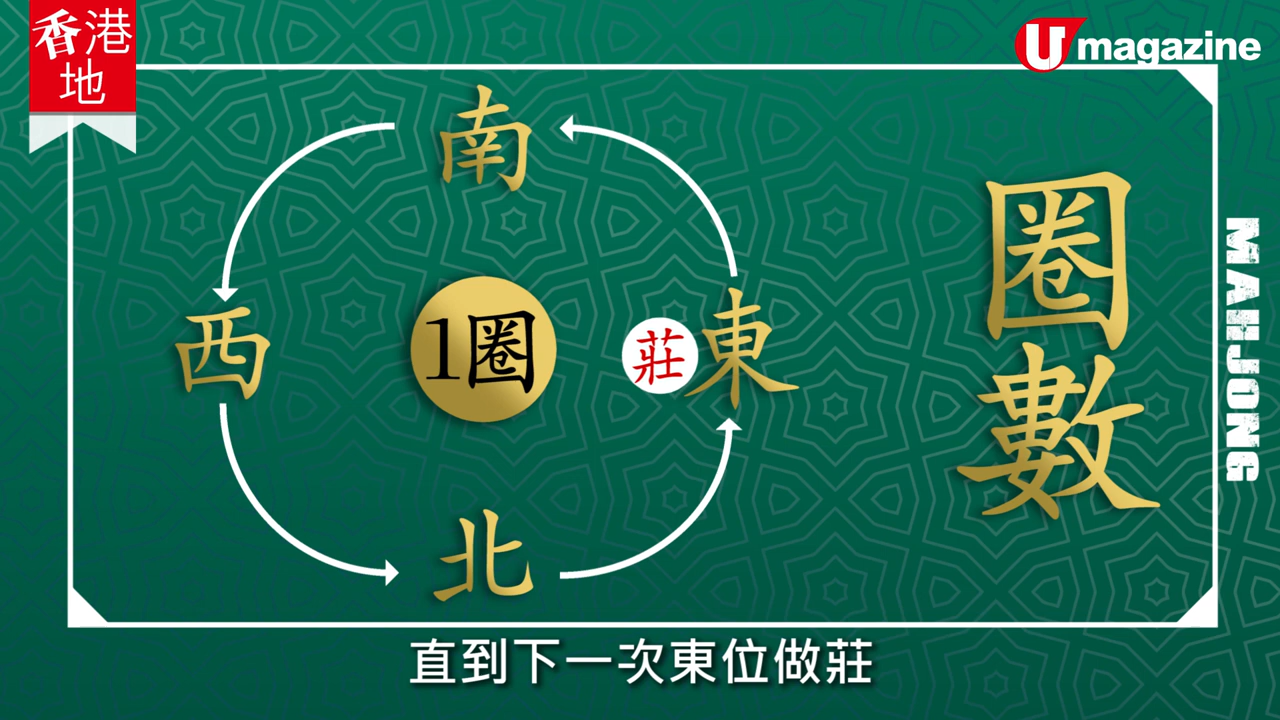 香港
地
U magazine
南
西
1圈
莊
東
北
圈
數
MAHJONG
直到下一次東位做莊